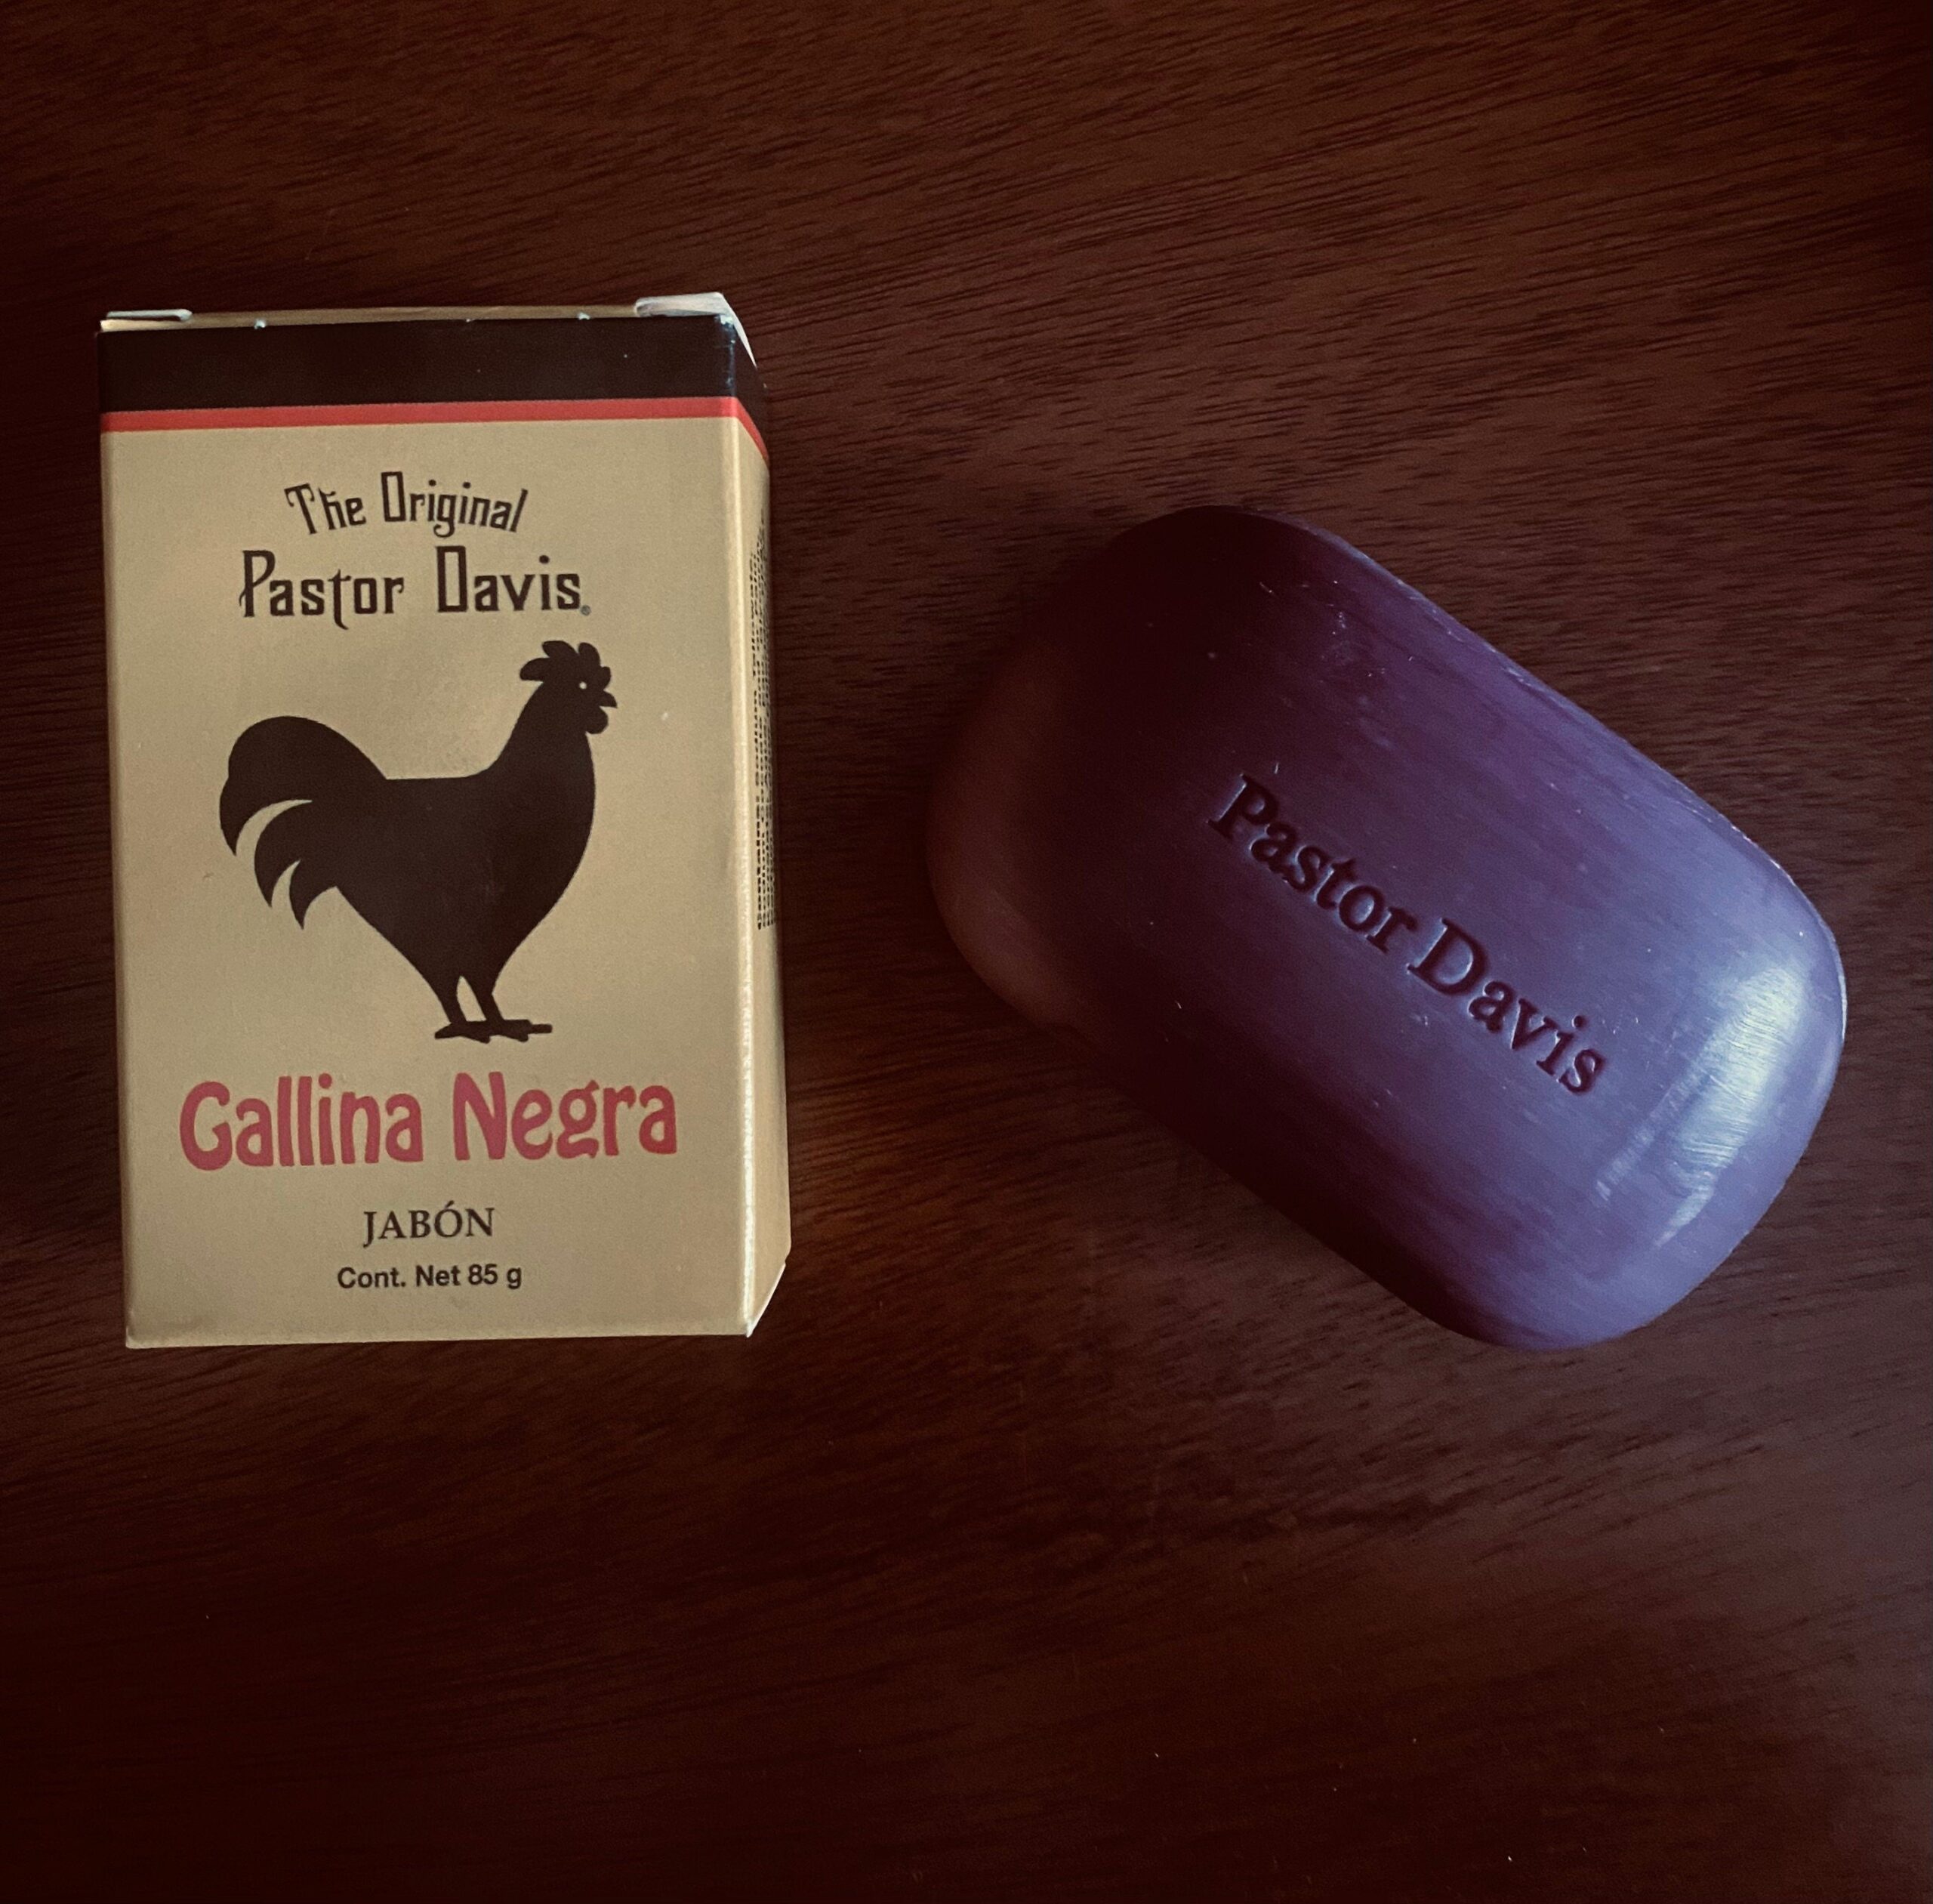 The Original
Pastor Davis®
Gallina Negra
JABÓN
Cont. Net 85 g
Pastor Davis